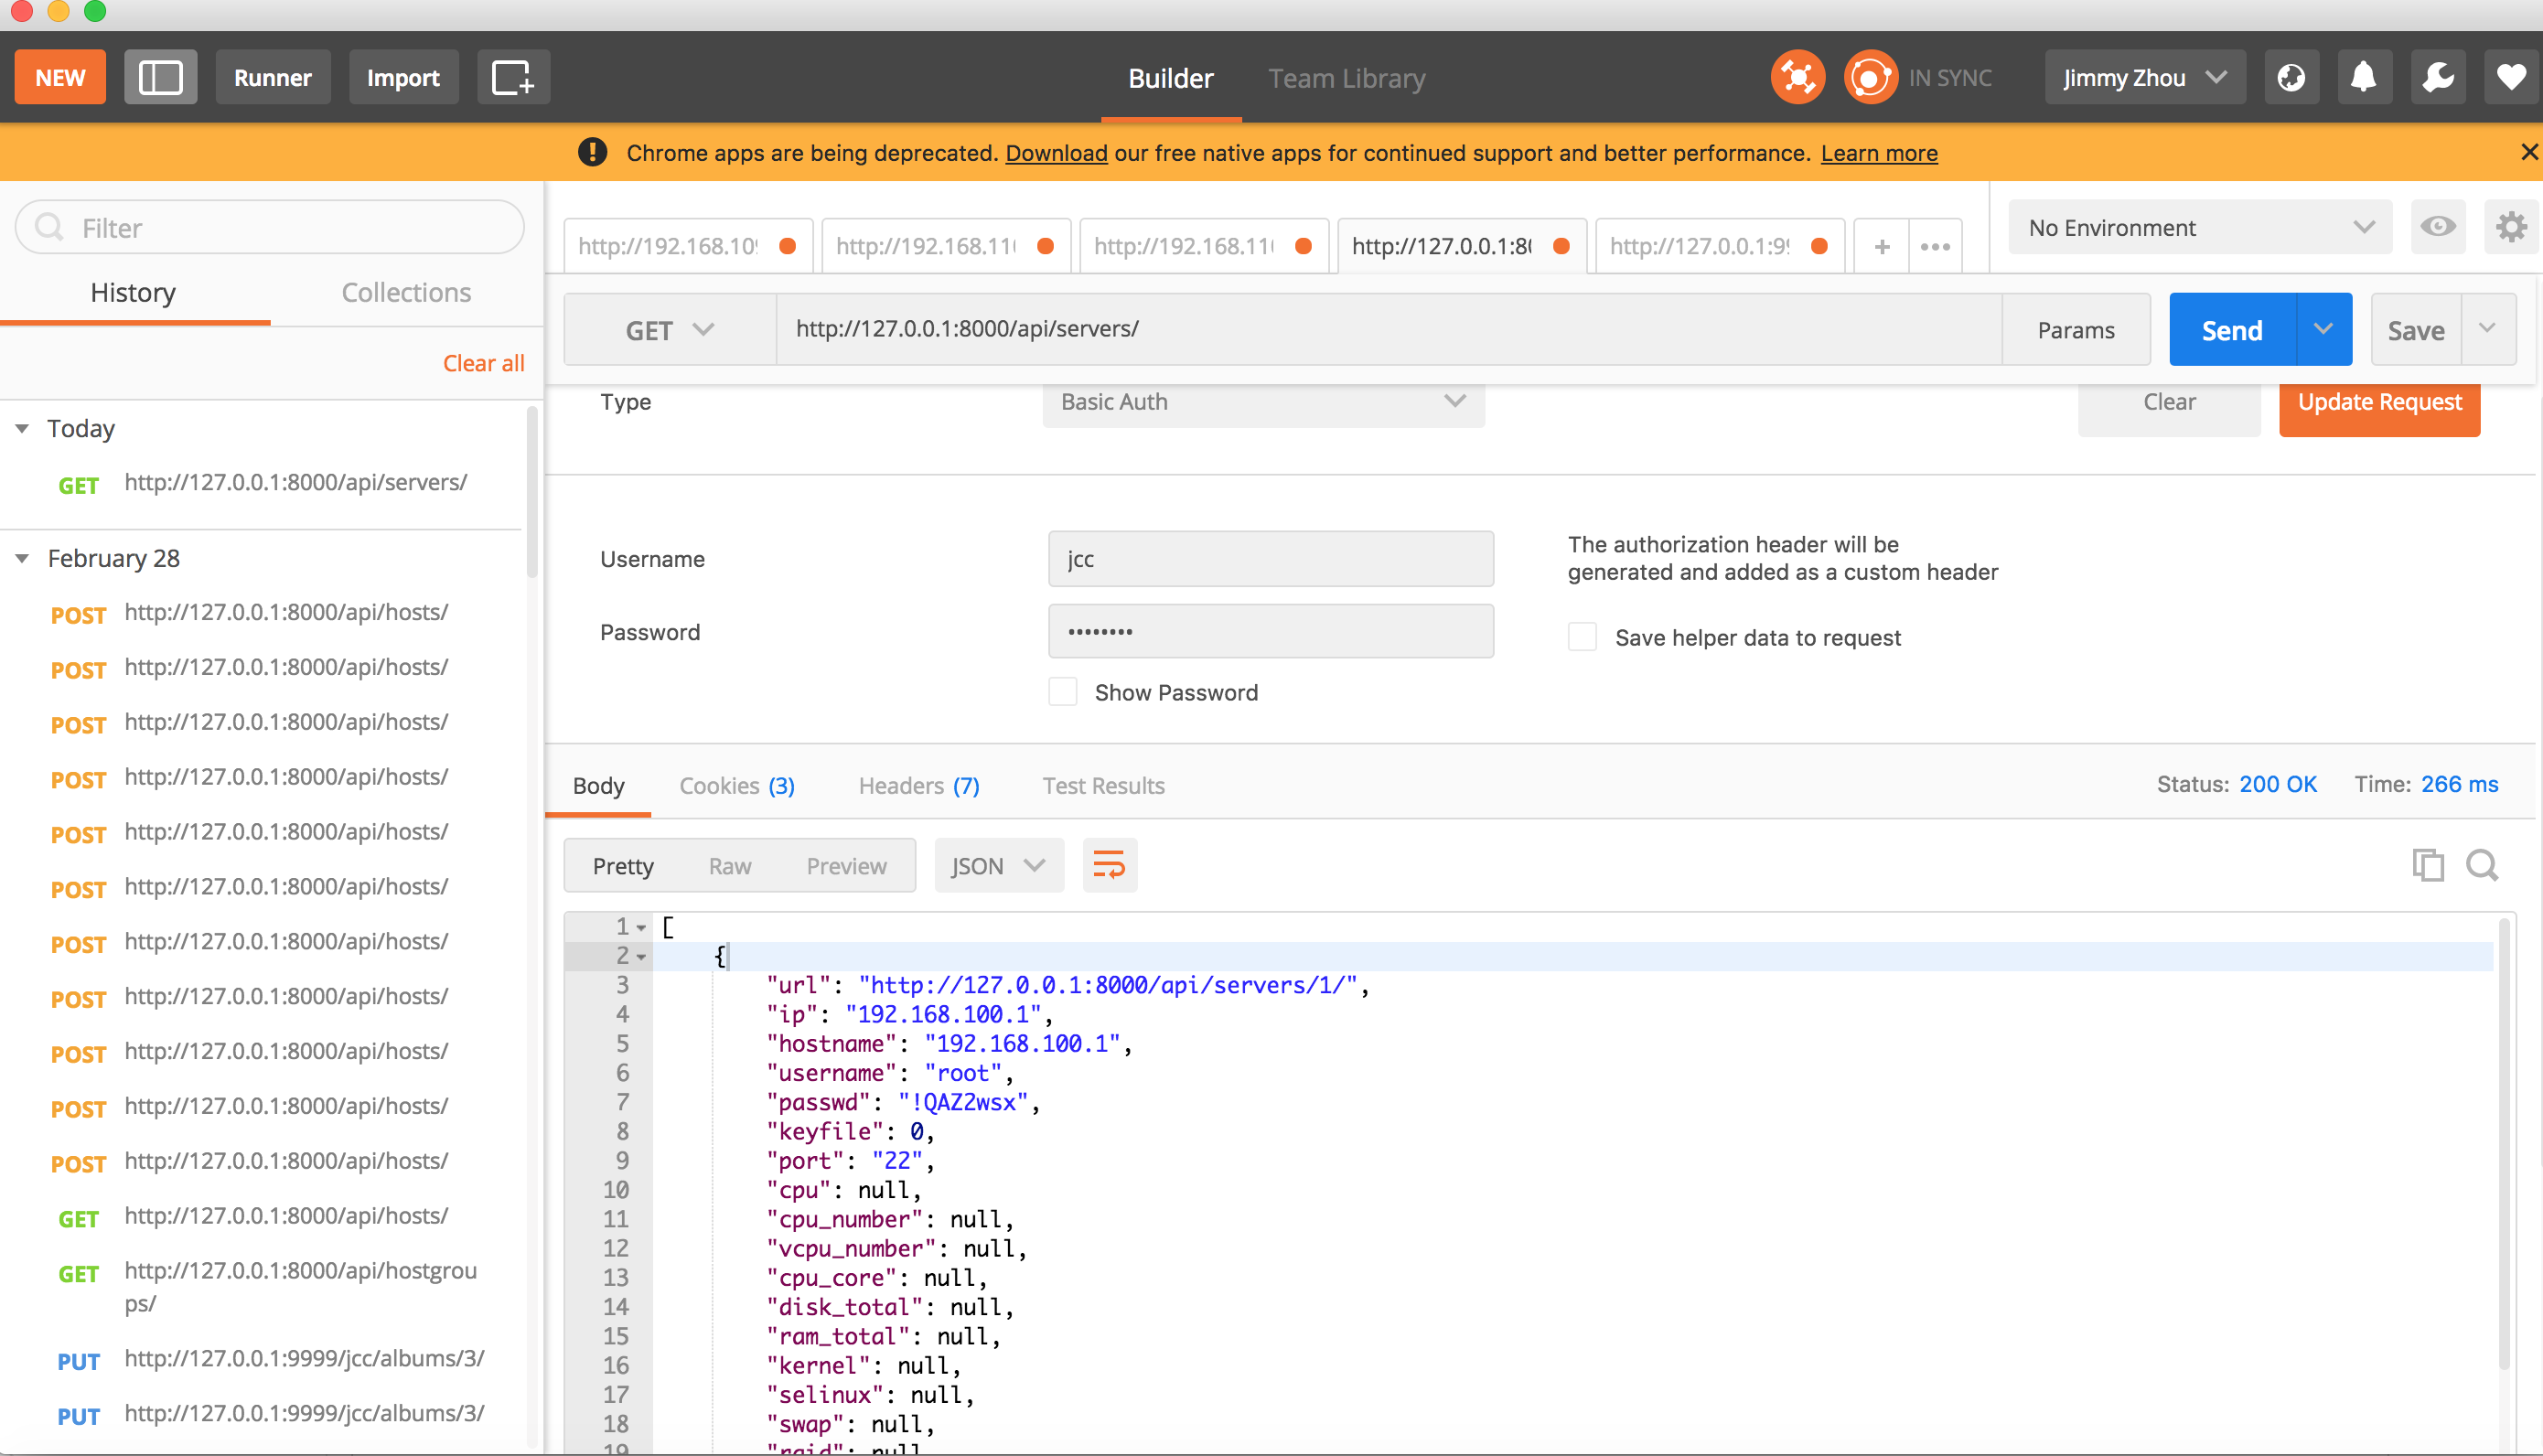 NEW Runner Import Builder Team Library IN SYNC Jimmy Zhou
Chrome apps are being deprecated. Download our free native apps for continued support and better performance. Learn more
Filter
History Collections
Clear all
Today
GET http://127.0.0.1:8000/api/servers/
February 28
POST http://127.0.0.1:8000/api/hosts/
POST http://127.0.0.1:8000/api/hosts/
POST http://127.0.0.1:8000/api/hosts/
POST http://127.0.0.1:8000/api/hosts/
POST http://127.0.0.1:8000/api/hosts/
POST http://127.0.0.1:8000/api/hosts/
POST http://127.0.0.1:8000/api/hosts/
POST http://127.0.0.1:8000/api/hosts/
POST http://127.0.0.1:8000/api/hosts/
POST http://127.0.0.1:8000/api/hosts/
POST http://127.0.0.1:8000/api/hosts/
GET http://127.0.0.1:8000/api/hosts/
GET http://127.0.0.1:8000/api/hostgrou
ps/
PUT http://127.0.0.1:9999/jcc/albums/3/
PUT http://127.0.0.1:9999/jcc/albums/3/
http://192.168.10 http://192.168.11 http://192.168.11 http://127.0.0.1:80 http://127.0.0.1:9 + •••
No Environment
GET http://127.0.0.1:8000/api/servers/ Params Send Save
Type Basic Auth Clear Update Request
Username jcc
The authorization header will be
generated and added as a custom header
Password ••••••••
Save helper data to request
Show Password
Body Cookies (3) Headers (7) Test Results Status: 200 OK Time: 266 ms
Pretty Raw Preview JSON
1 [
2 {
3 "url": "http://127.0.0.1:8000/api/servers/1/",
4 "ip": "192.168.100.1",
5 "hostname": "192.168.100.1",
6 "username": "root",
7 "passwd": "!QAZ2wsx",
8 "keyfile": 0,
9 "port": "22",
10 "cpu": null,
11 "cpu_number": null,
12 "vcpu_number": null,
13 "cpu_core": null,
14 "disk_total": null,
15 "ram_total": null,
16 "kernel": null,
17 "selinux": null,
18 "swap": null,
19 "raid": null